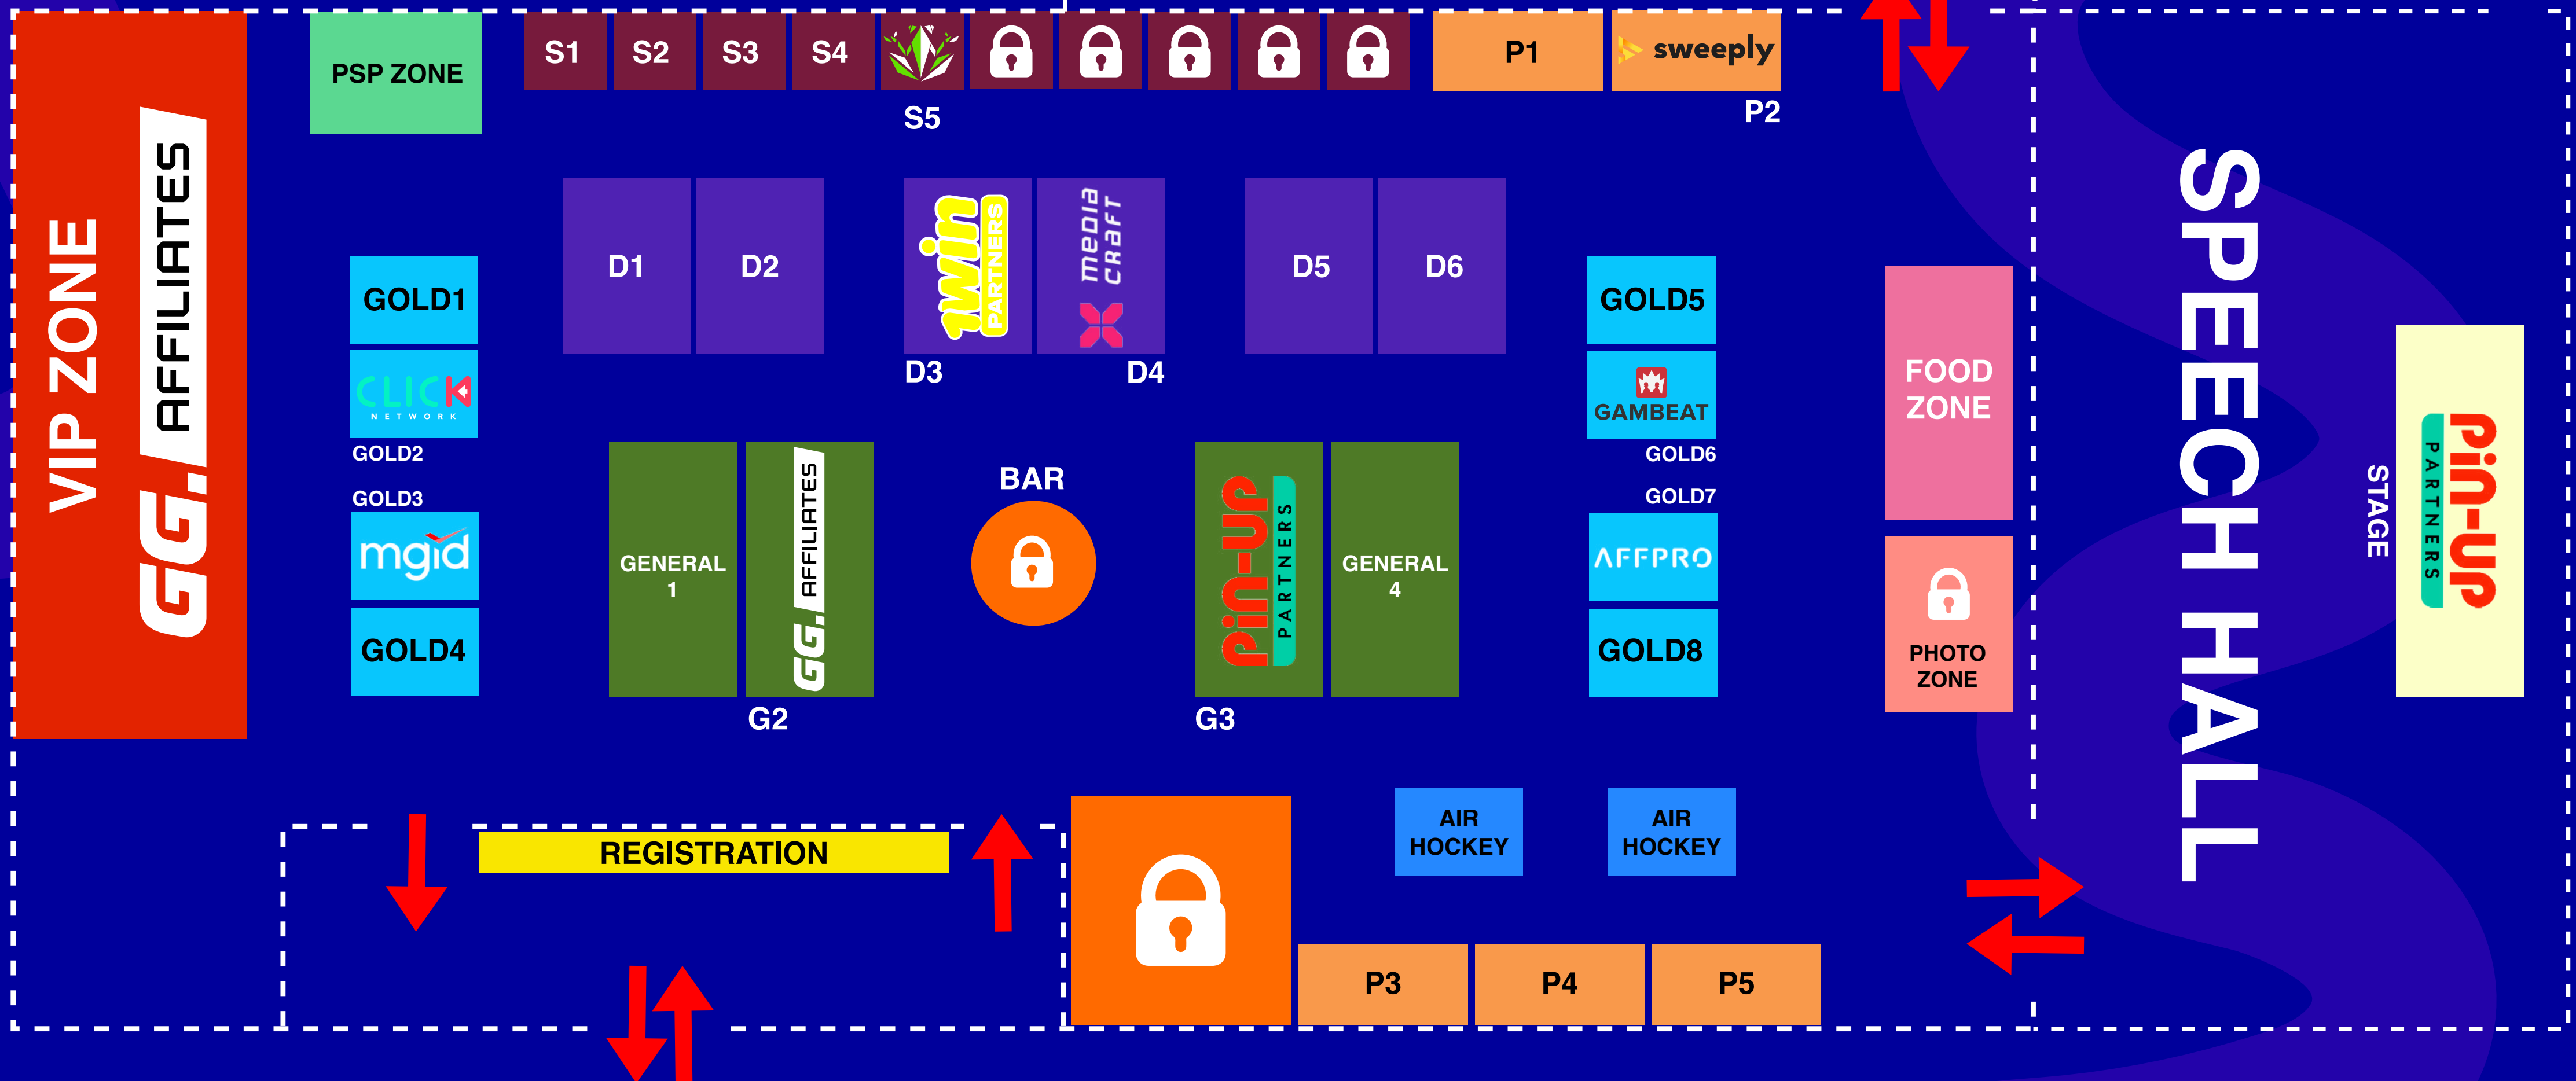 PSP ZONE
S1
S2
S3
S4
S5
P1
sweeply
P2
VIP ZONE
GG.AFFILIATES
D1
D2
1win
PARTNERS
D3
media
craft
D4
D5
D6
GOLD1
CLICK
NETWORK
GOLD2
GOLD3
mgid
GOLD4
GENERAL
1
GG.AFFILIATES
G2
BAR
PIN-UP
PARTNERS
G3
GENERAL
4
GOLD5
GAMBEAT
GOLD6
GOLD7
AFFPRO
GOLD8
FOOD
ZONE
PHOTO
ZONE
SPEECH HALL
STAGE
PIN-UP
PARTNERS
REGISTRATION
AIR
HOCKEY
AIR
HOCKEY
P3
P4
P5